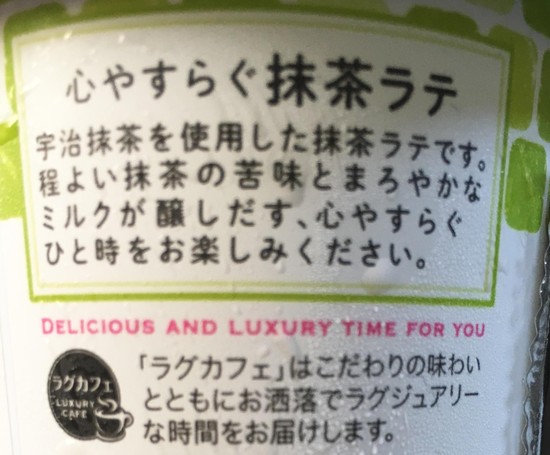 心やすらぐ抹茶ラテ
宇治抹茶を使用した抹茶ラテです。
程よい抹茶の苦味とまろやかな
ミルクが醸しだす、心やすらぐ
ひと時をお楽しみください。
DELICIOUS AND LUXURY TIME FOR YOU
ラグカフェ
LUXURY
CAFE
「ラグカフェ」はこだわりの味わい
とともにお洒落でラグジュアリー
な時間をお届けします。